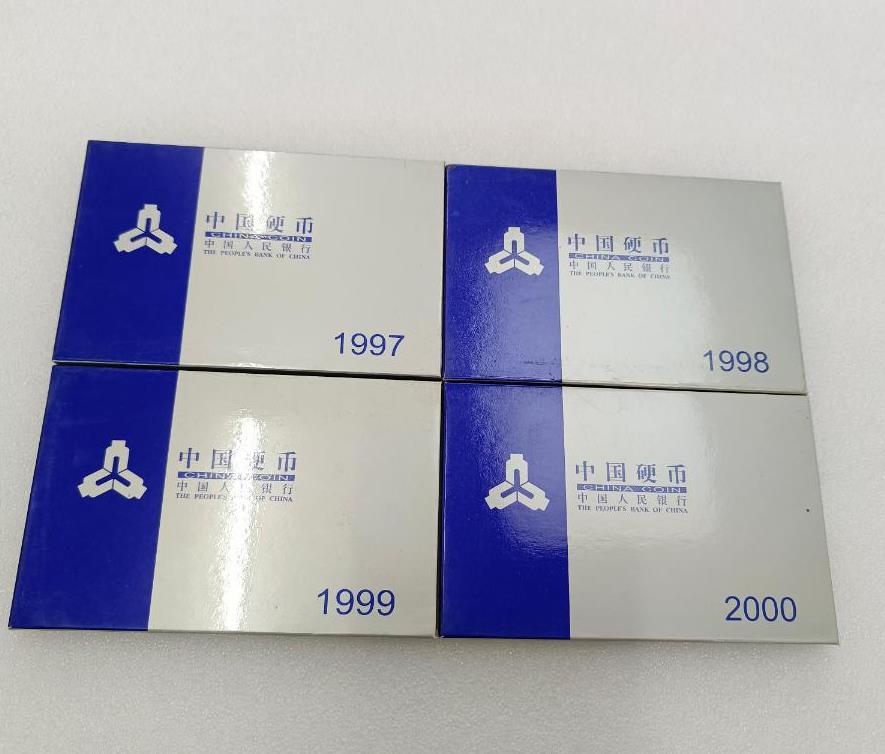 中国硬币
CHINA COIN
中国人民银行
THE PEOPLE'S BANK OF CHINA
1997
中国硬币
CHINA COIN
中国人民银行
THE PEOPLE'S BANK OF CHINA
1998
中国硬币
CHINA COIN
中国人民银行
THE PEOPLE'S BANK OF CHINA
1999
中国硬币
CHINA COIN
中国人民银行
THE PEOPLE'S BANK OF CHINA
2000